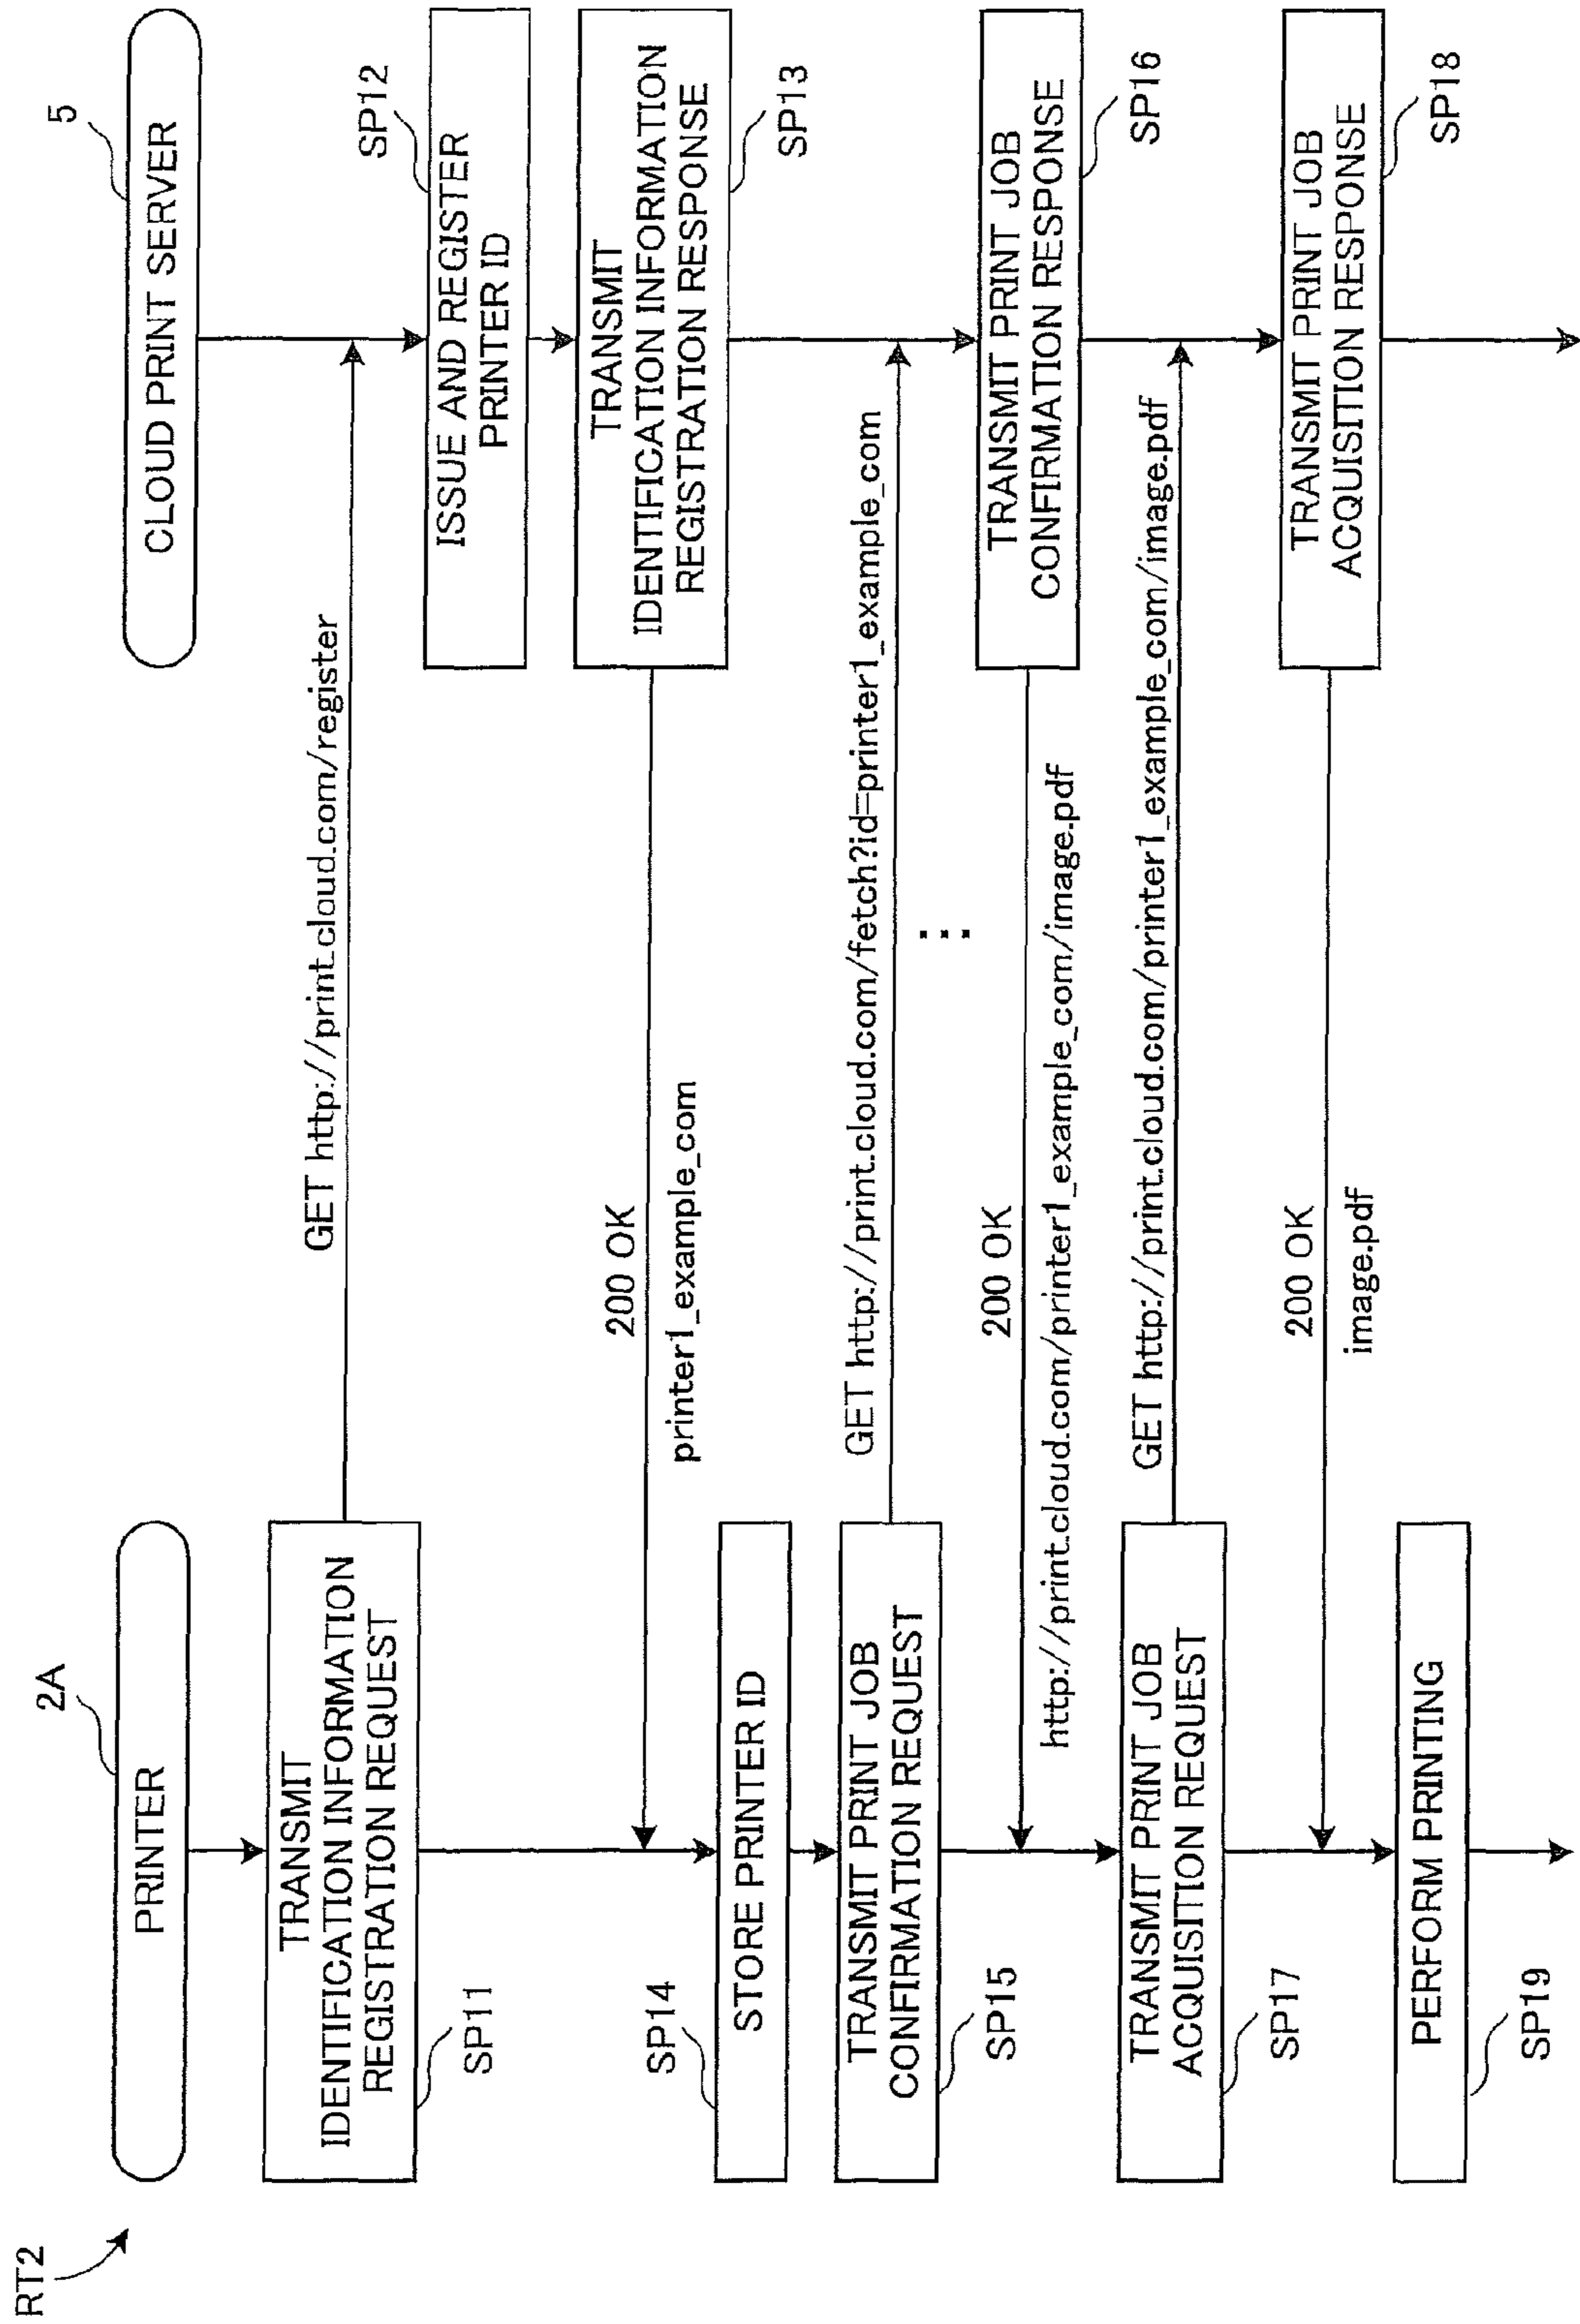 RT2
PRINTER
2A
CLOUD PRINT SERVER
5
TRANSMIT
IDENTIFICATION INFORMATION
REGISTRATION REQUEST
SP11
GET http://print.cloud.com/register
SP12
ISSUE AND REGISTER
PRINTER ID
TRANSMIT
IDENTIFICATION INFORMATION
REGISTRATION RESPONSE
SP13
200 OK
printer1_example_com
SP14
STORE PRINTER ID
TRANSMIT PRINT JOB
CONFIRMATION REQUEST
SP15
GET http://print.cloud.com/fetch?id=printer1_example_com
...
TRANSMIT PRINT JOB
CONFIRMATION RESPONSE
SP16
200 OK
http://print.cloud.com/printer1_example_com/image.pdf
TRANSMIT PRINT JOB
ACQUISITION REQUEST
SP17
GET http://print.cloud.com/printer1_example_com/image.pdf
TRANSMIT PRINT JOB
ACQUISITION RESPONSE
SP18
200 OK
image.pdf
PERFORM PRINTING
SP19